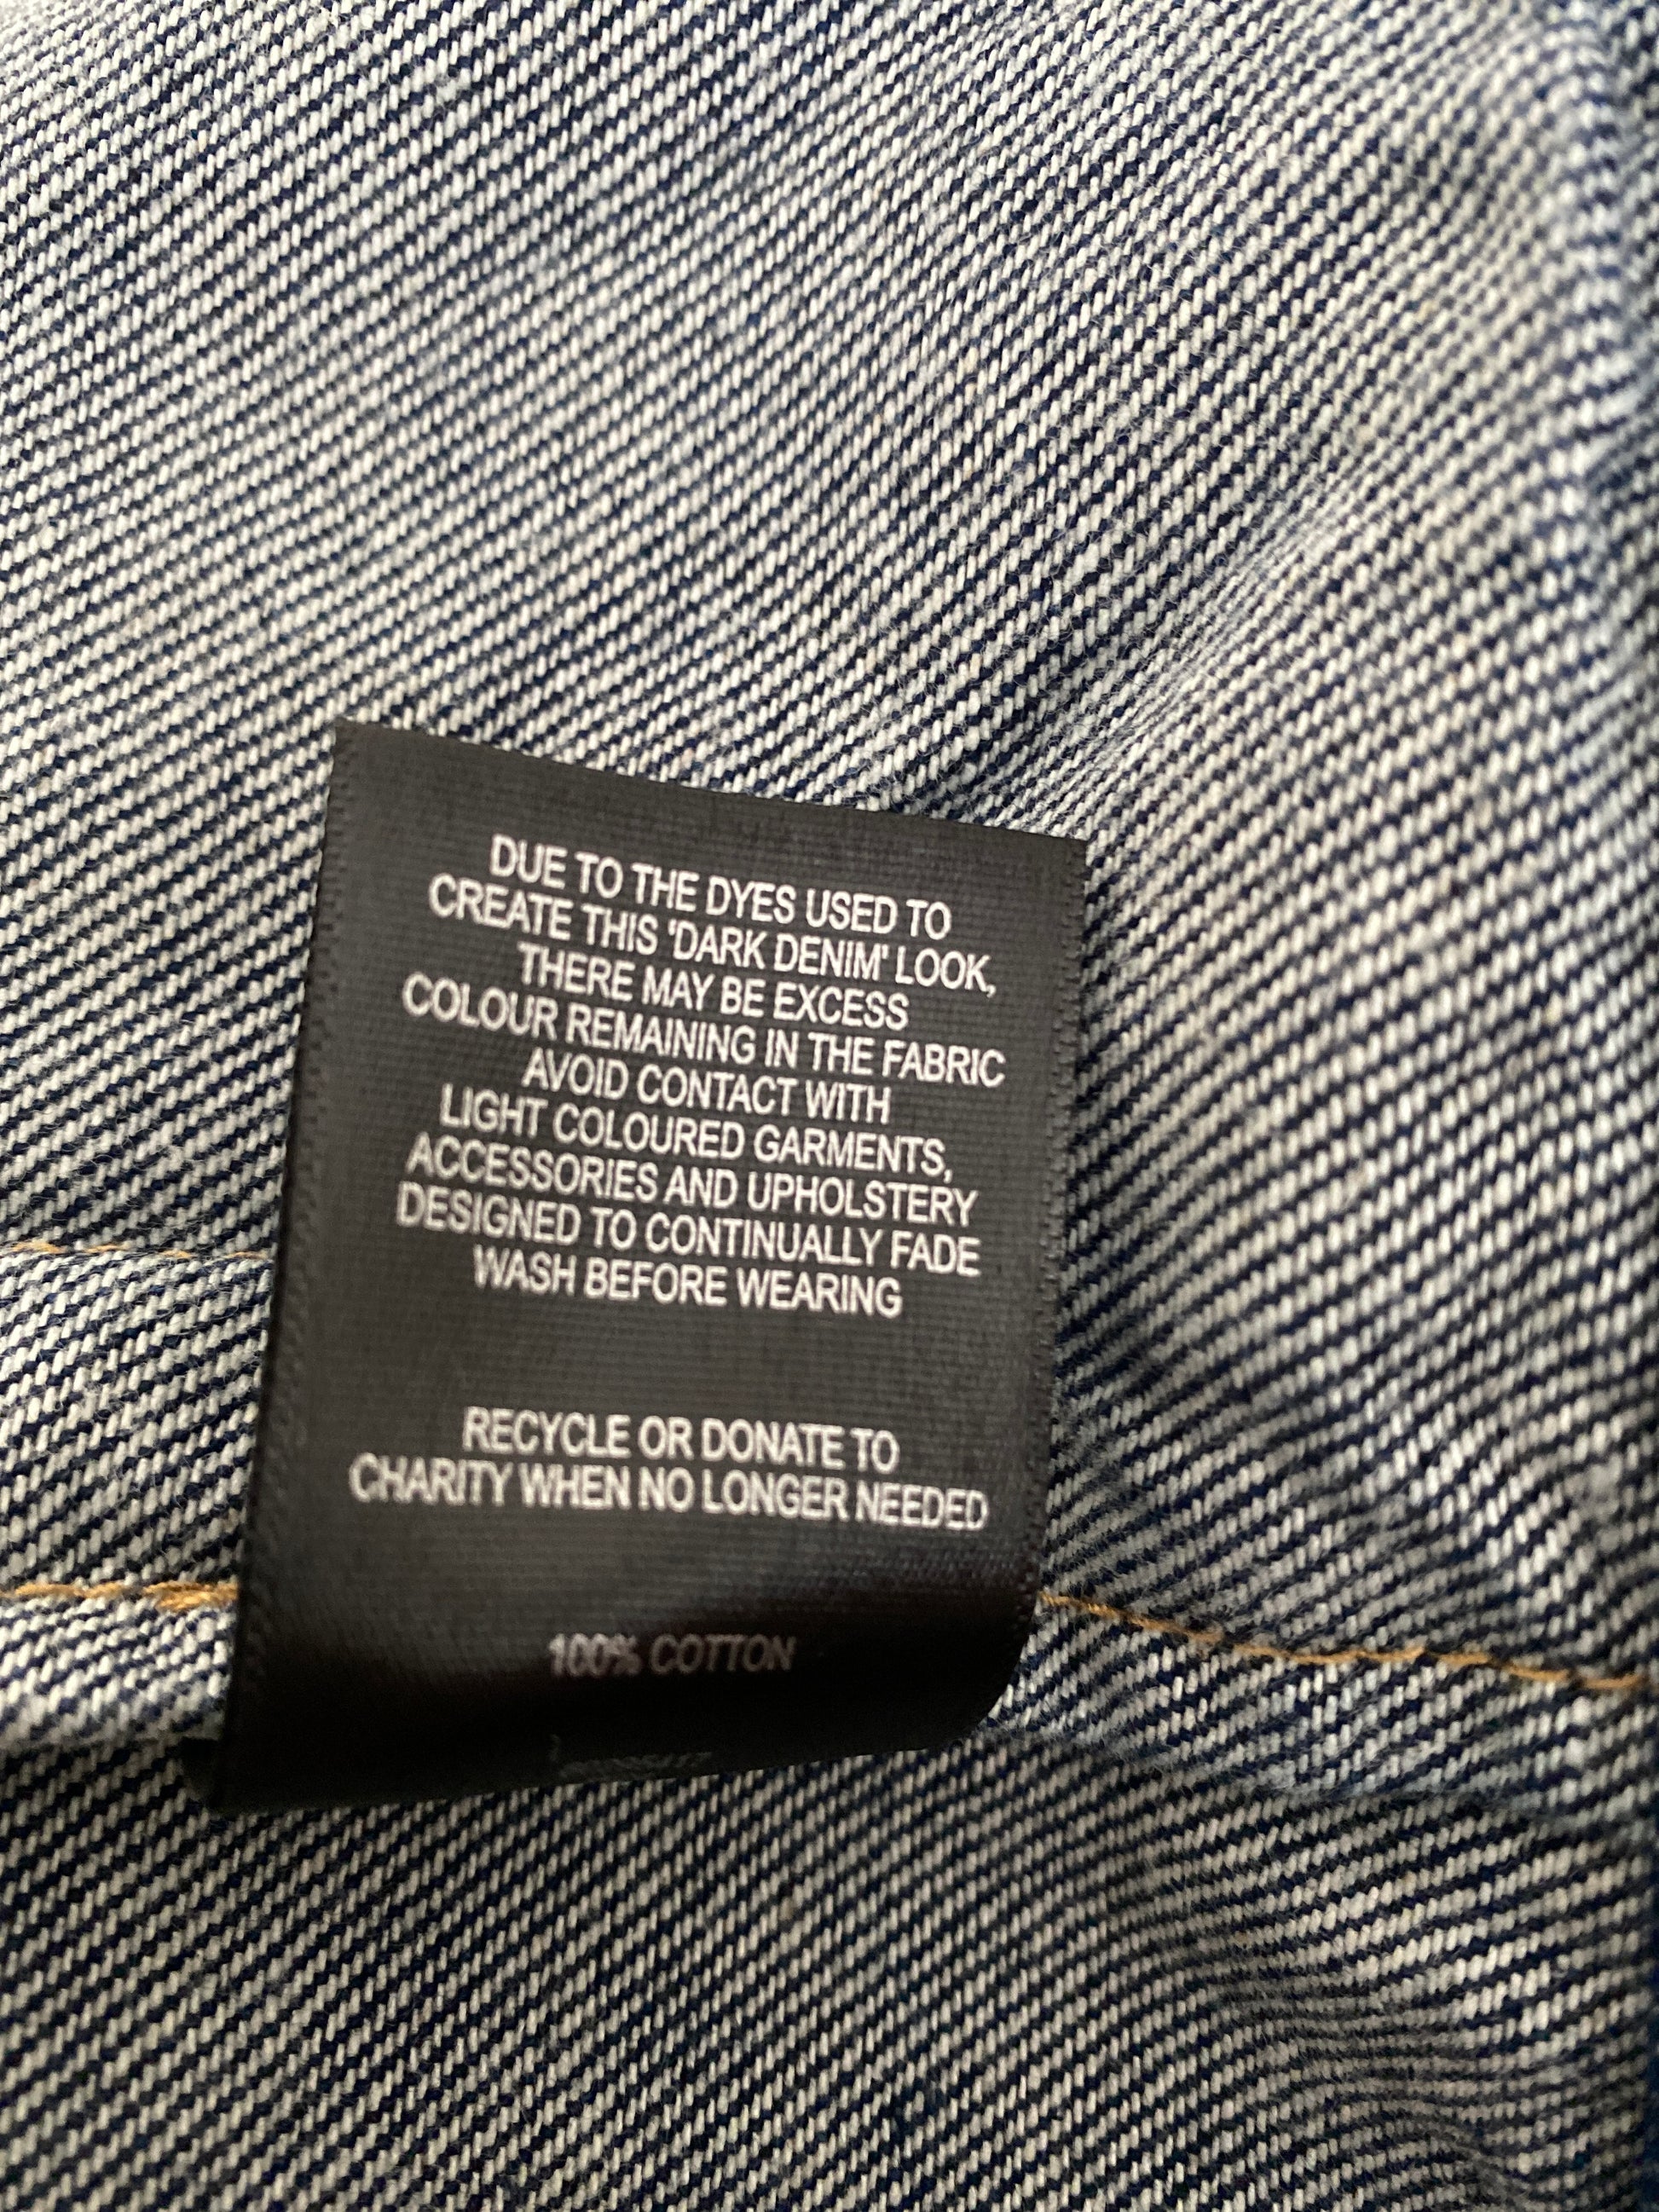 DUE TO THE DYES USED TO
CREATE THIS 'DARK DENIM' LOOK,
THERE MAY BE EXCESS
COLOUR REMAINING IN THE FABRIC
AVOID CONTACT WITH
LIGHT COLOURED GARMENTS,
ACCESSORIES AND UPHOLSTERY
DESIGNED TO CONTINUALLY FADE
WASH BEFORE WEARING
RECYCLE OR DONATE TO
CHARITY WHEN NO LONGER NEEDED
100% COTTON